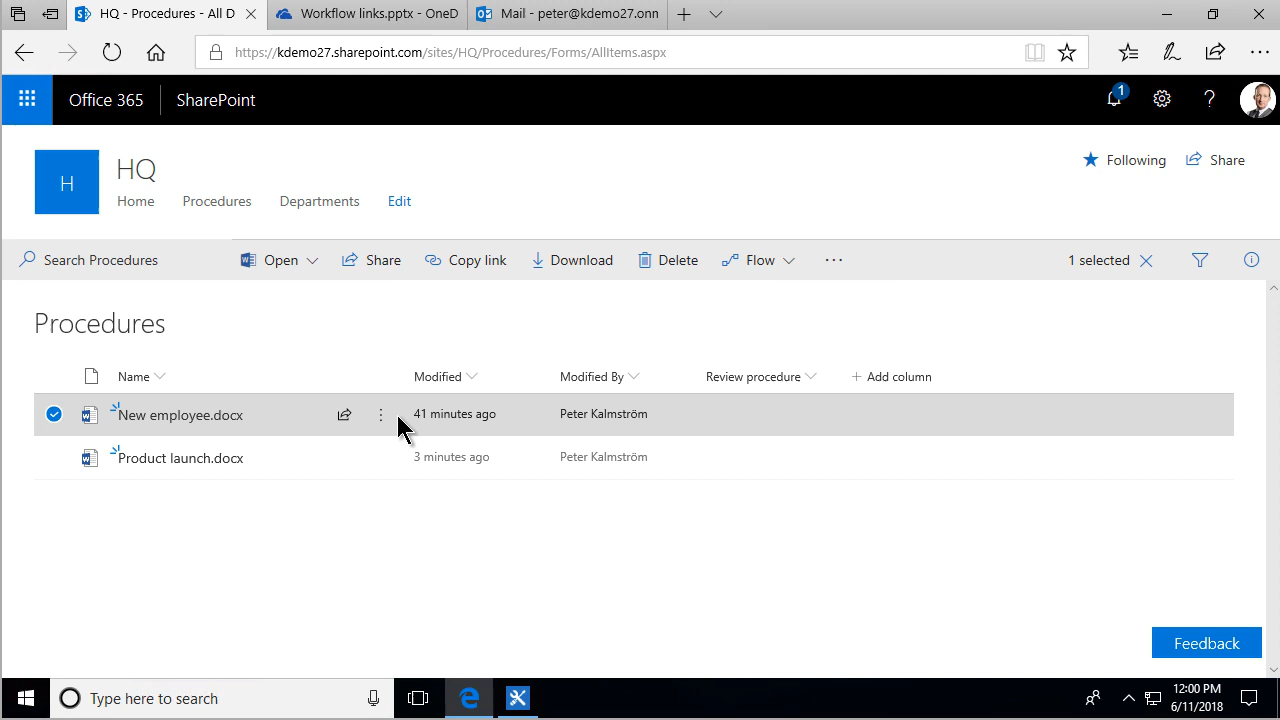 HQ - Procedures - All D
Workflow links.pptx - OneD
Mail - peter@kdemo27.onn
https://kdemo27.sharepoint.com/sites/HQ/Procedures/Forms/AllItems.aspx
Office 365
SharePoint
1
H
HQ
Following
Share
Home
Procedures
Departments
Edit
Search Procedures
Open
Share
Copy link
Download
Delete
Flow
1 selected
Procedures
Name
Modified
Modified By
Review procedure
Add column
New employee.docx
41 minutes ago
Peter Kalmström
Product launch.docx
3 minutes ago
Peter Kalmström
Feedback
Type here to search
12:00 PM
6/11/2018